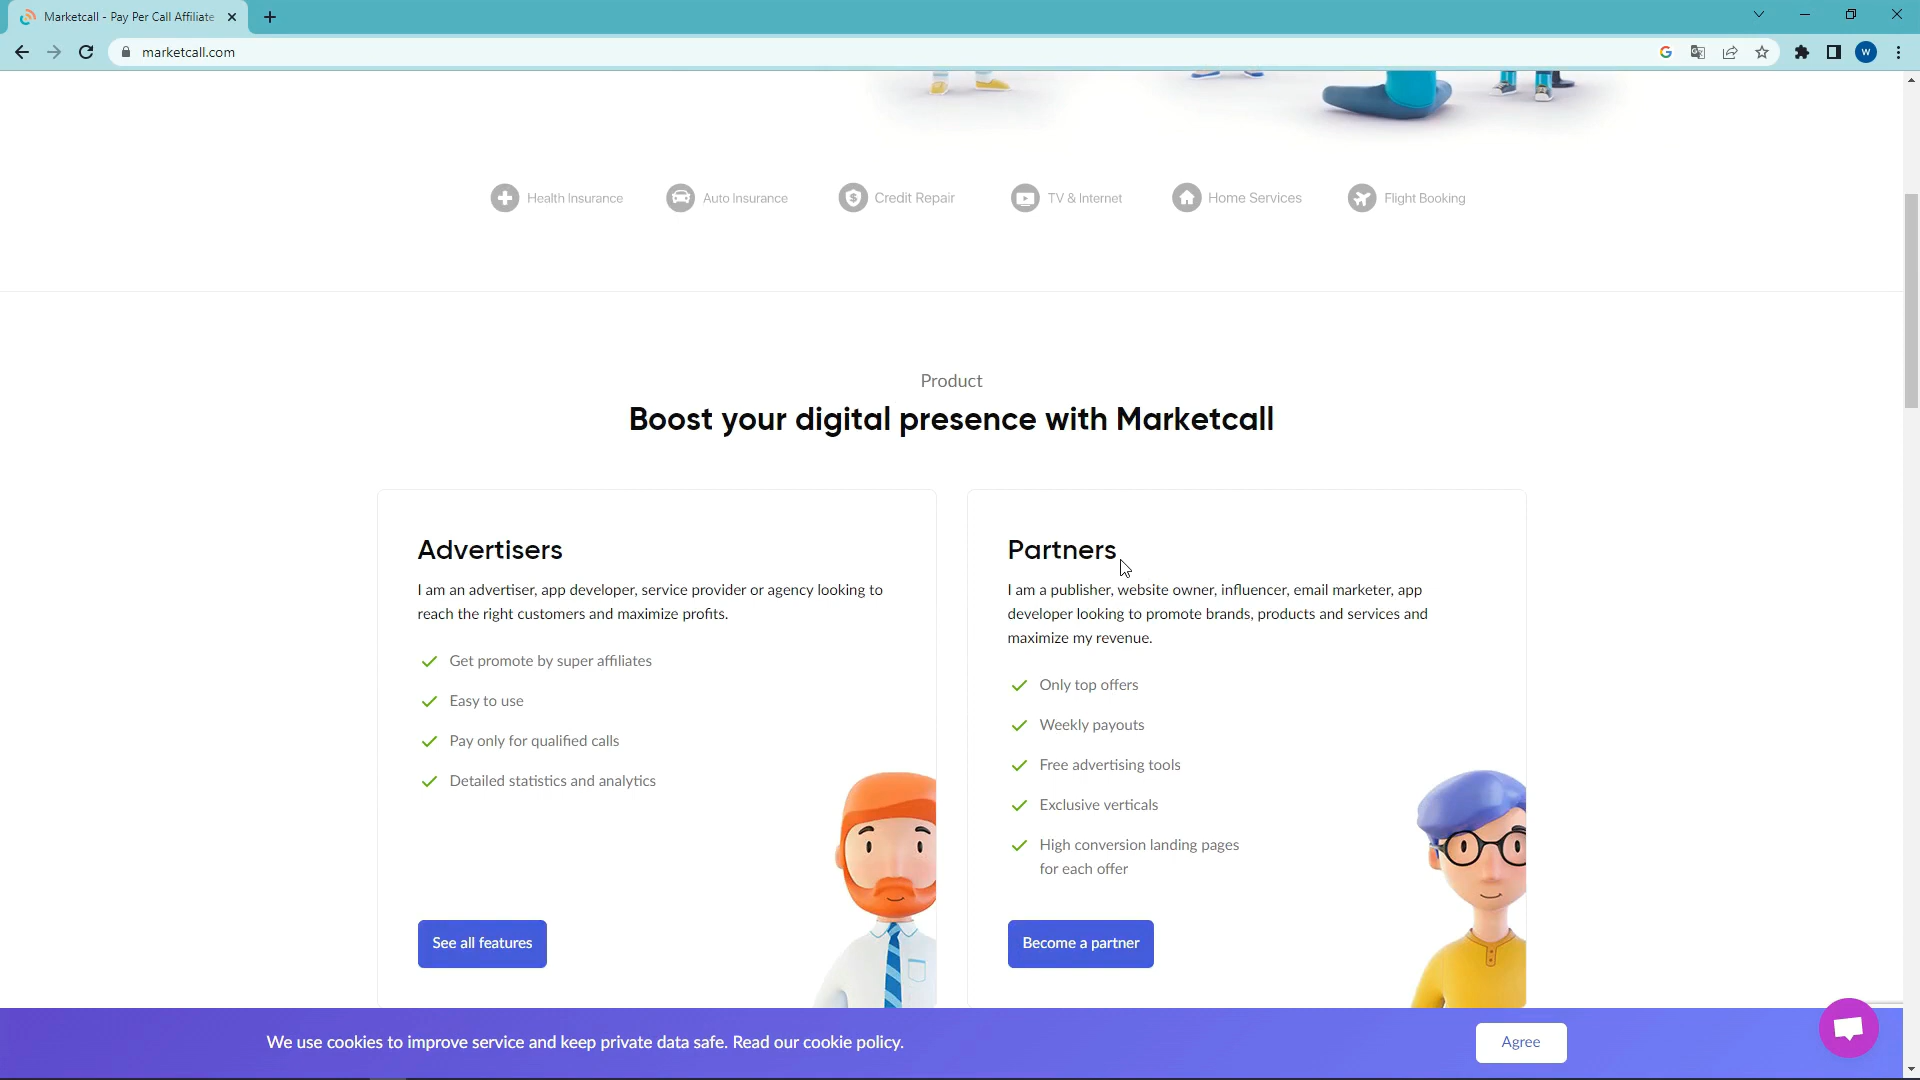 Marketcall - Pay Per Call Affiliate
marketcall.com
W
Health Insurance
Auto Insurance
Credit Repair
TV & Internet
Home Services
Flight Booking
Product
Boost your digital presence with Marketcall
Advertisers
I am an advertiser, app developer, service provider or agency looking to
reach the right customers and maximize profits.
Get promote by super affiliates
Easy to use
Pay only for qualified calls
Detailed statistics and analytics
See all features
Partners
I am a publisher, website owner, influencer, email marketer, app
developer looking to promote brands, products and services and
maximize my revenue.
Only top offers
Weekly payouts
Free advertising tools
Exclusive verticals
High conversion landing pages
for each offer
Become a partner
We use cookies to improve service and keep private data safe. Read our cookie policy.
Agree